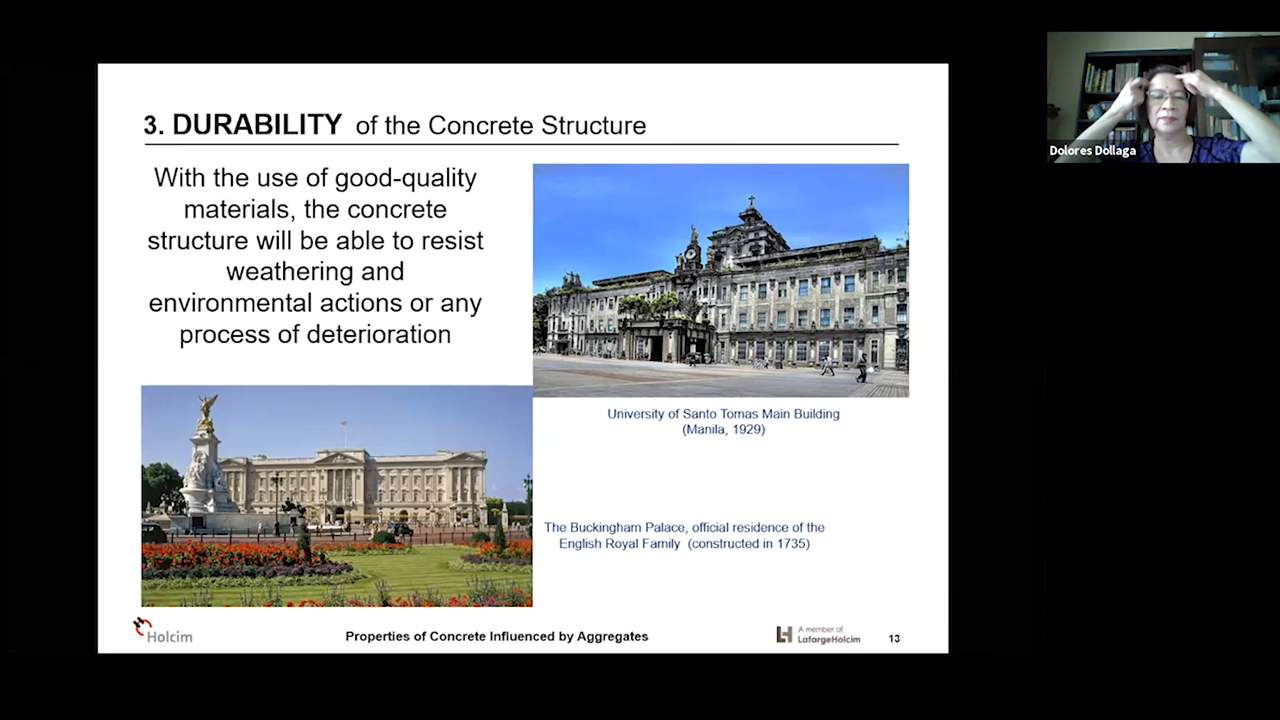 3. DURABILITY of the Concrete Structure
With the use of good-quality
materials, the concrete
structure will be able to resist
weathering and
environmental actions or any
process of deterioration
University of Santo Tomas Main Building
(Manila, 1929)
The Buckingham Palace, official residence of the
English Royal Family (constructed in 1735)
Holcim
Properties of Concrete Influenced by Aggregates
A member of
LafargeHolcim
13
Dolores Dollaga